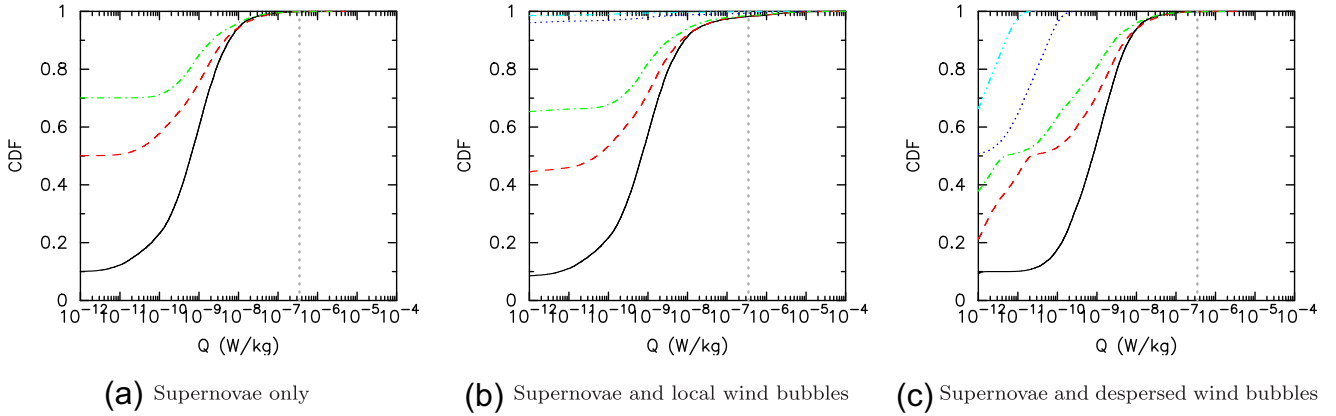 1
0.8
0.6
0.4
0.2
0
CDF
10⁻¹² 10⁻¹¹ 10⁻¹⁰ 10⁻⁹ 10⁻⁸ 10⁻⁷ 10⁻⁶ 10⁻⁵ 10⁻⁴
Q (W/kg)
(a) Supernovae only
1
0.8
0.6
0.4
0.2
0
CDF
10⁻¹² 10⁻¹¹ 10⁻¹⁰ 10⁻⁹ 10⁻⁸ 10⁻⁷ 10⁻⁶ 10⁻⁵ 10⁻⁴
Q (W/kg)
(b) Supernovae and local wind bubbles
1
0.8
0.6
0.4
0.2
0
CDF
10⁻¹² 10⁻¹¹ 10⁻¹⁰ 10⁻⁹ 10⁻⁸ 10⁻⁷ 10⁻⁶ 10⁻⁵ 10⁻⁴
Q (W/kg)
(c) Supernovae and despersed wind bubbles